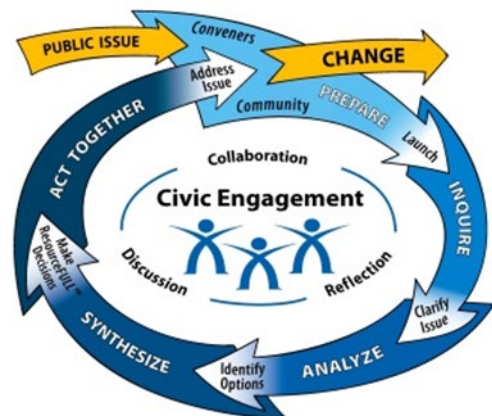 PUBLIC ISSUE
Conveners
CHANGE
Address
Issue
Community
PREPARE
Launch
INQUIRE
Clarify
Issue
ANALYZE
Identify
Options
SYNTHESIZE
Make
ResourceFULL™
Decisions
ACT TOGETHER
Collaboration
Civic Engagement
Discussion
Reflection